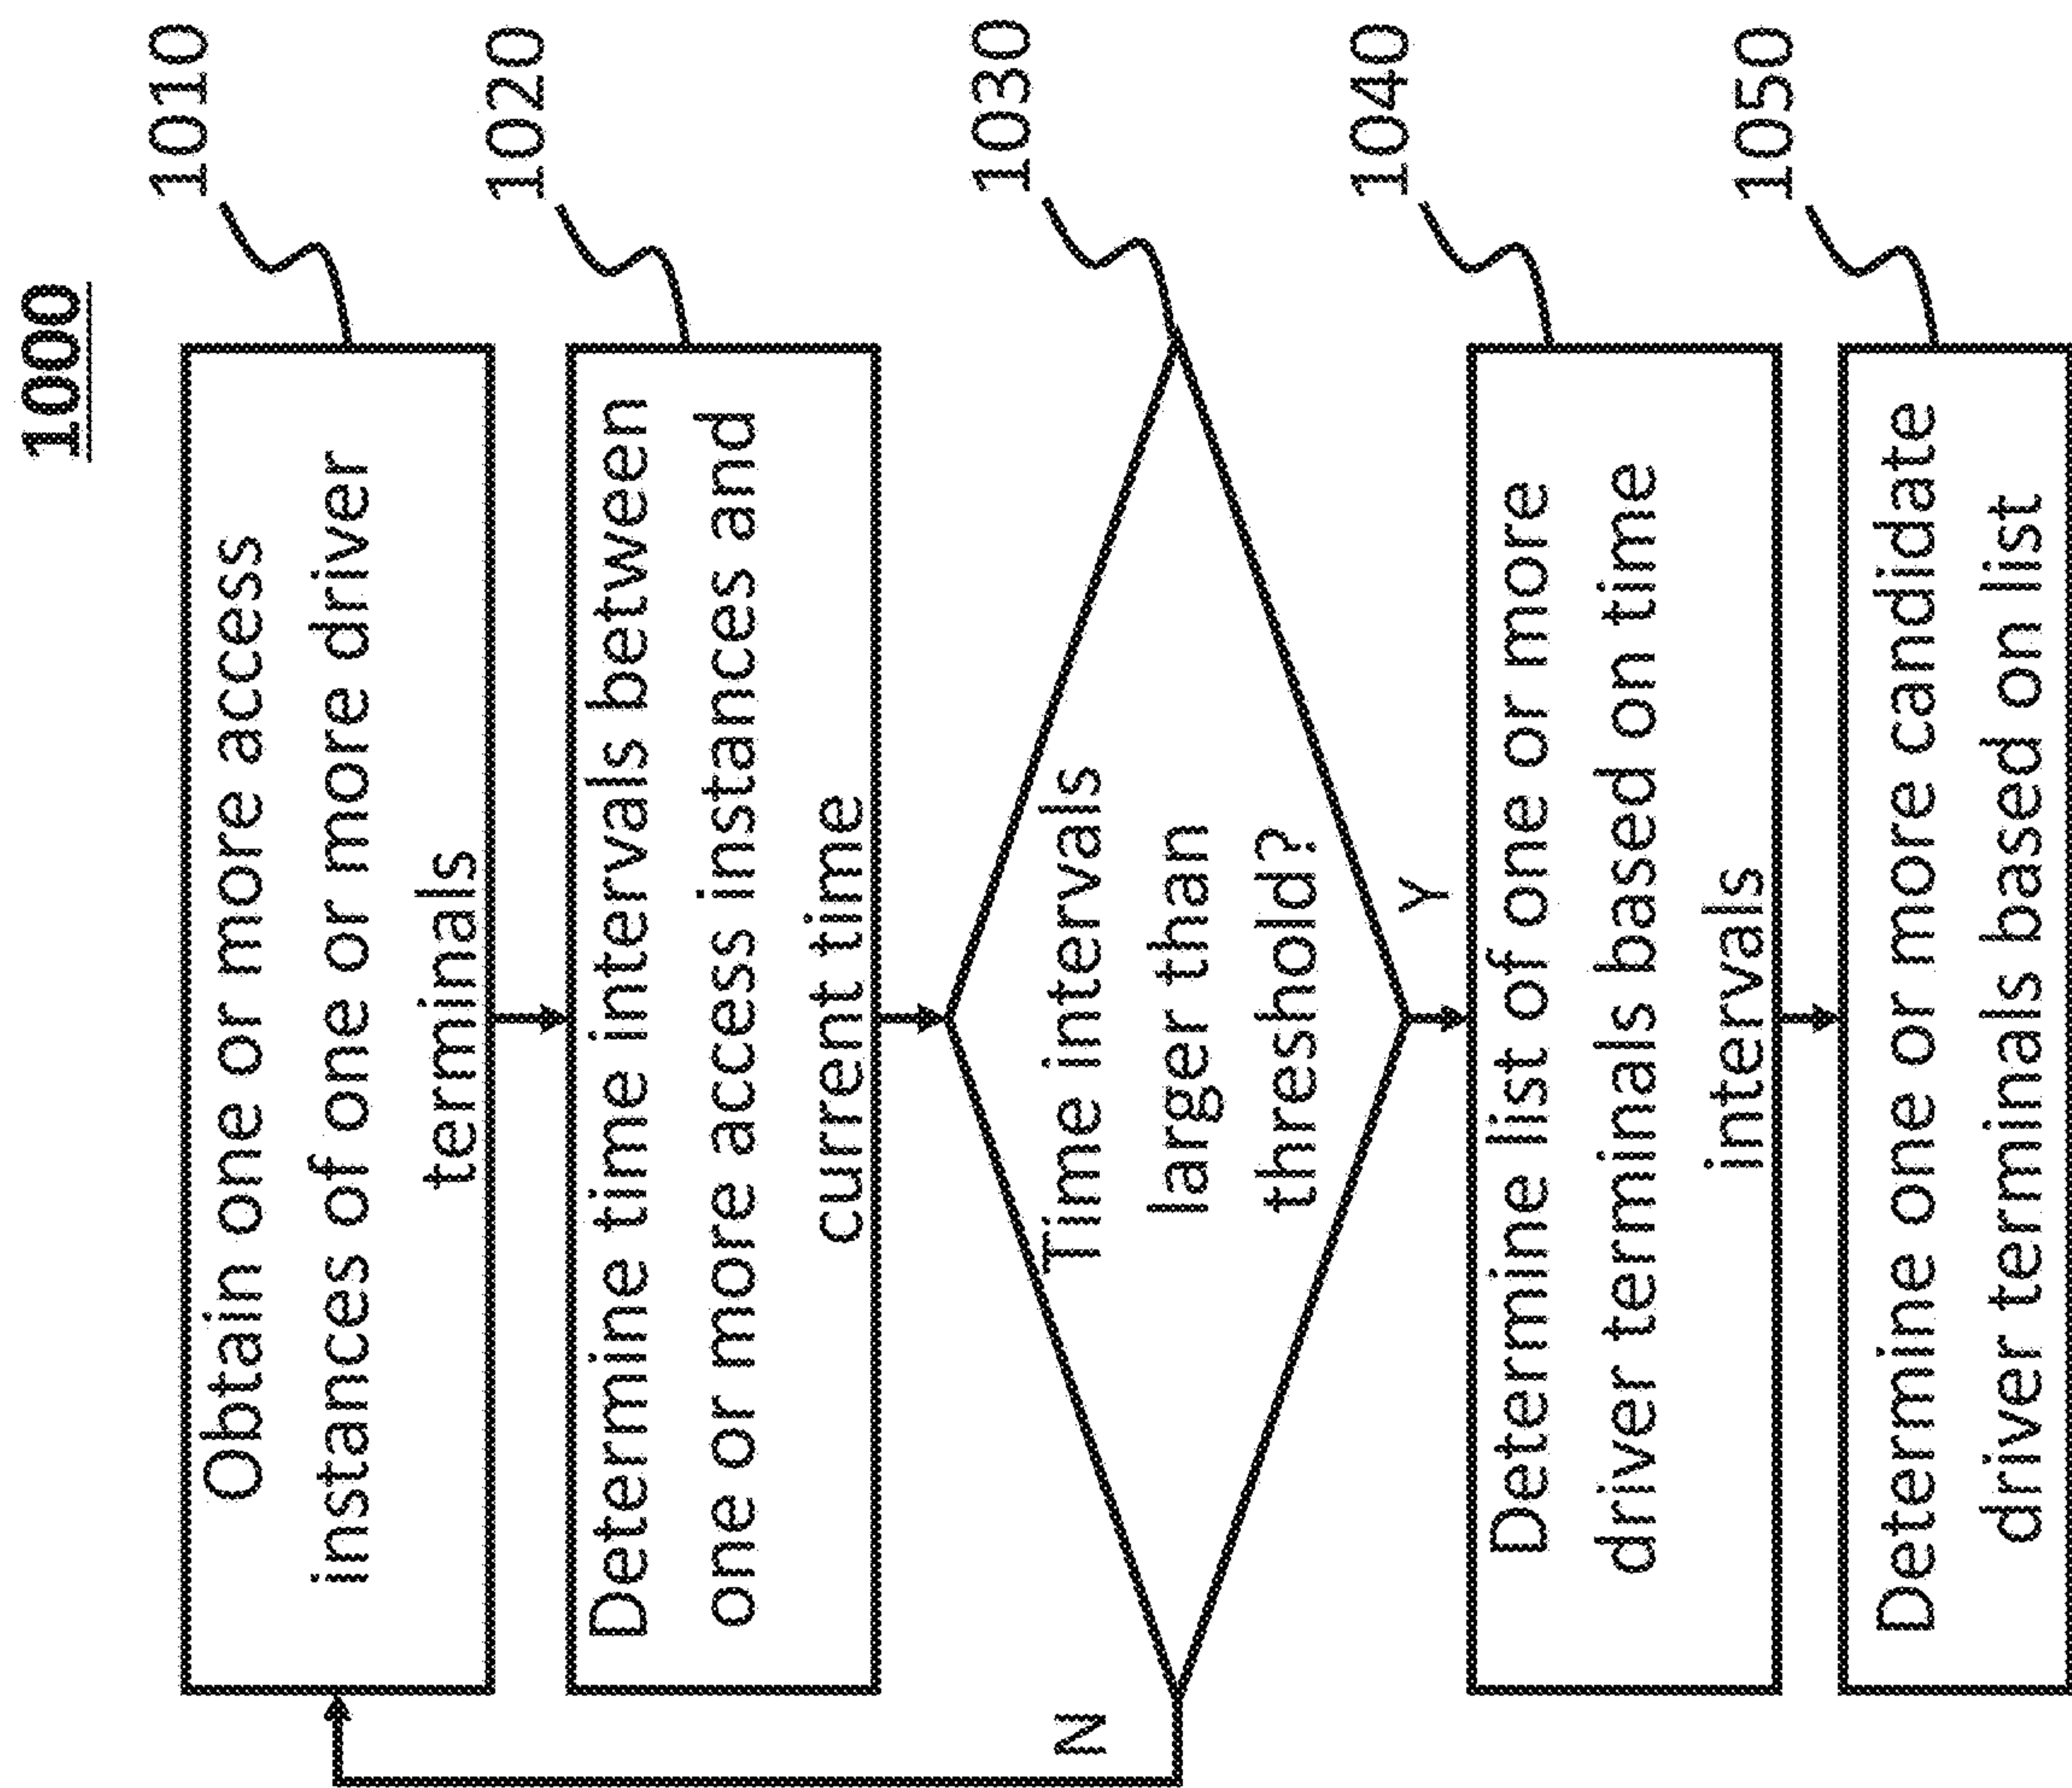 1000
Obtain one or more access
instances of one or more driver
terminals
1010
Determine time intervals between
one or more access instances and
current time
1020
Time intervals
larger than
threshold?
1030
N
Y
Determine list of one or more
driver terminals based on time
intervals
1040
Determine one or more candidate
driver terminals based on list
1050